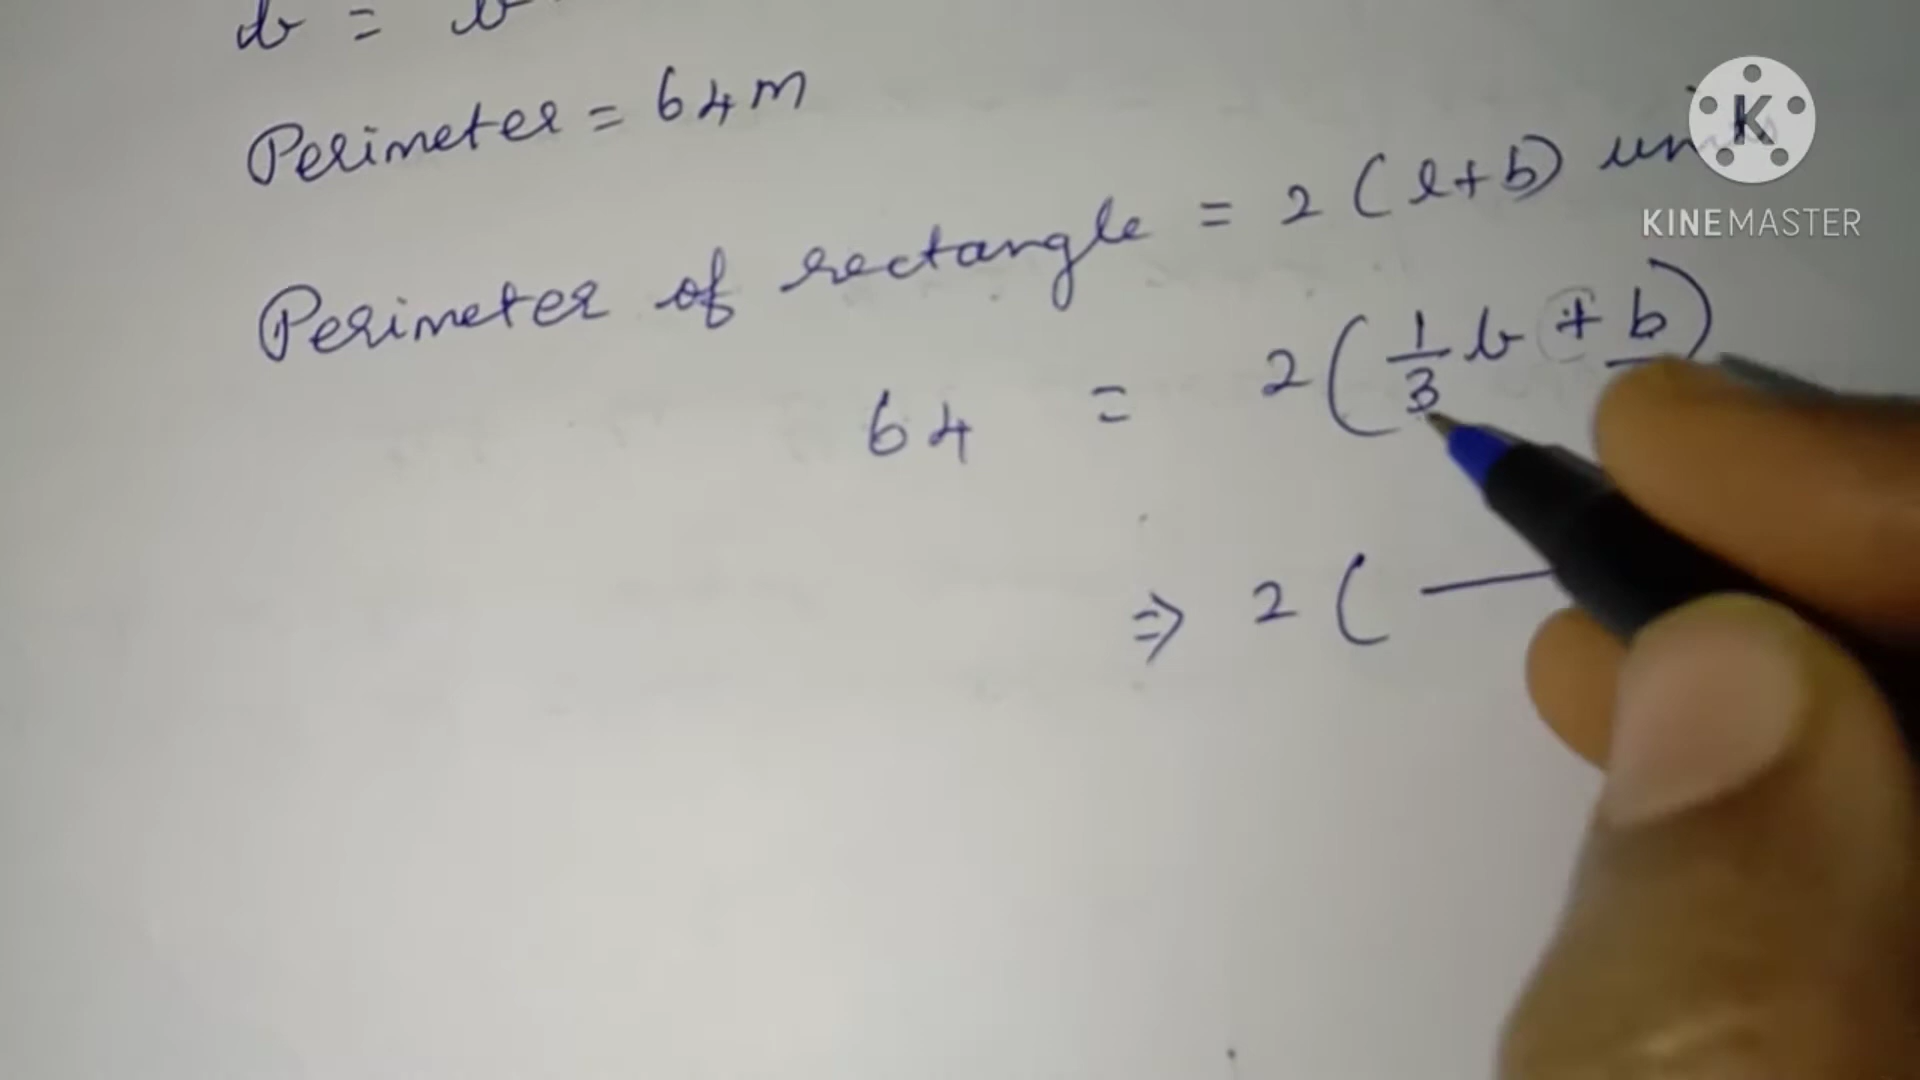 b = b
Perimeter = 64m
Perimeter of rectangle = 2 (l+b)
64 = 2 ( 1/3 b + b )
⇒ 2 (
K
KINEMASTER